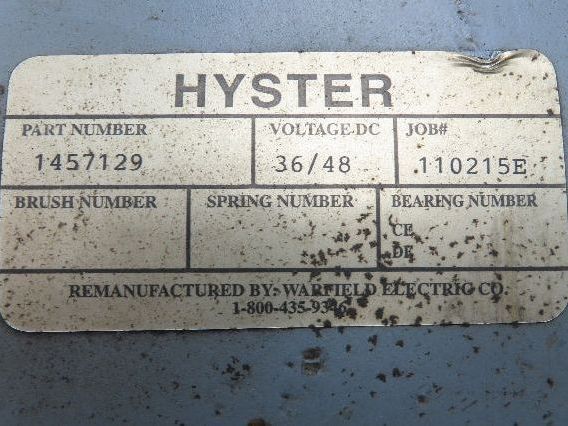 HYSTER
PART NUMBER VOLTAGE DC JOB#
1457129 36/48 110215E
BRUSH NUMBER SPRING NUMBER BEARING NUMBER
CE
DE
REMANUFACTURED BY: WARFIELD ELECTRIC CO.
1-800-435-9346